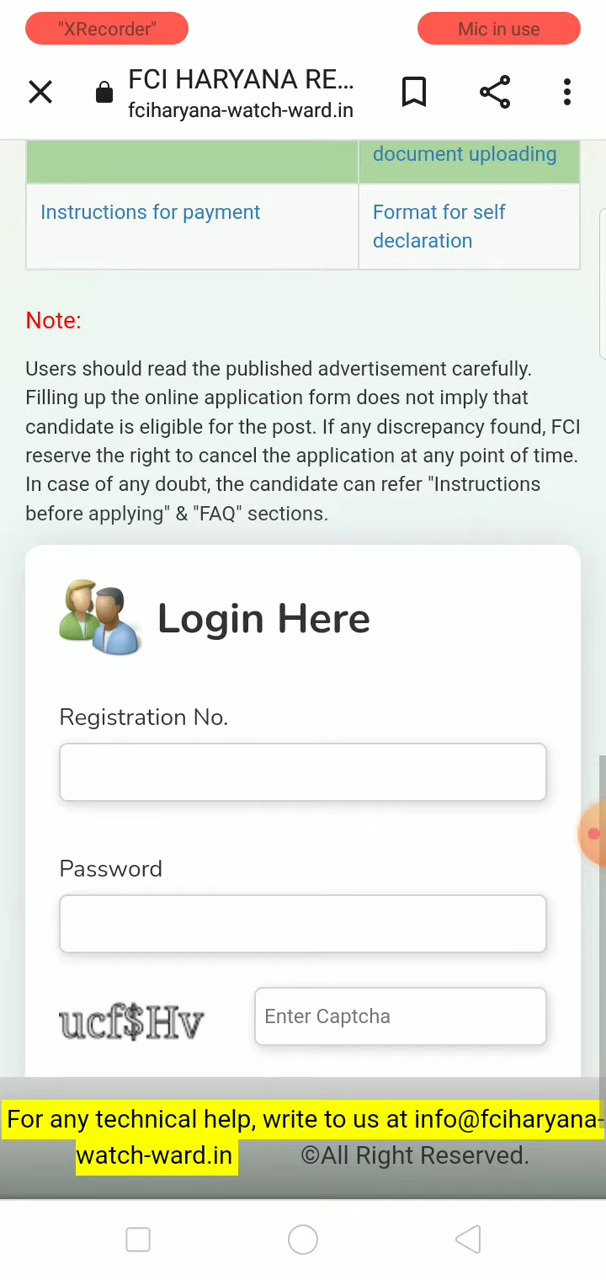 "XRecorder"
Mic in use
FCI HARYANA RE...
fciharyana-watch-ward.in
document uploading
Instructions for payment
Format for self
declaration
Note:
Users should read the published advertisement carefully.
Filling up the online application form does not imply that
candidate is eligible for the post. If any discrepancy found, FCI
reserve the right to cancel the application at any point of time.
In case of any doubt, the candidate can refer "Instructions
before applying" & "FAQ" sections.
Login Here
Registration No.
Password
ucf$Hv
Enter Captcha
For any technical help, write to us at info@fciharyana-
watch-ward.in
©All Right Reserved.